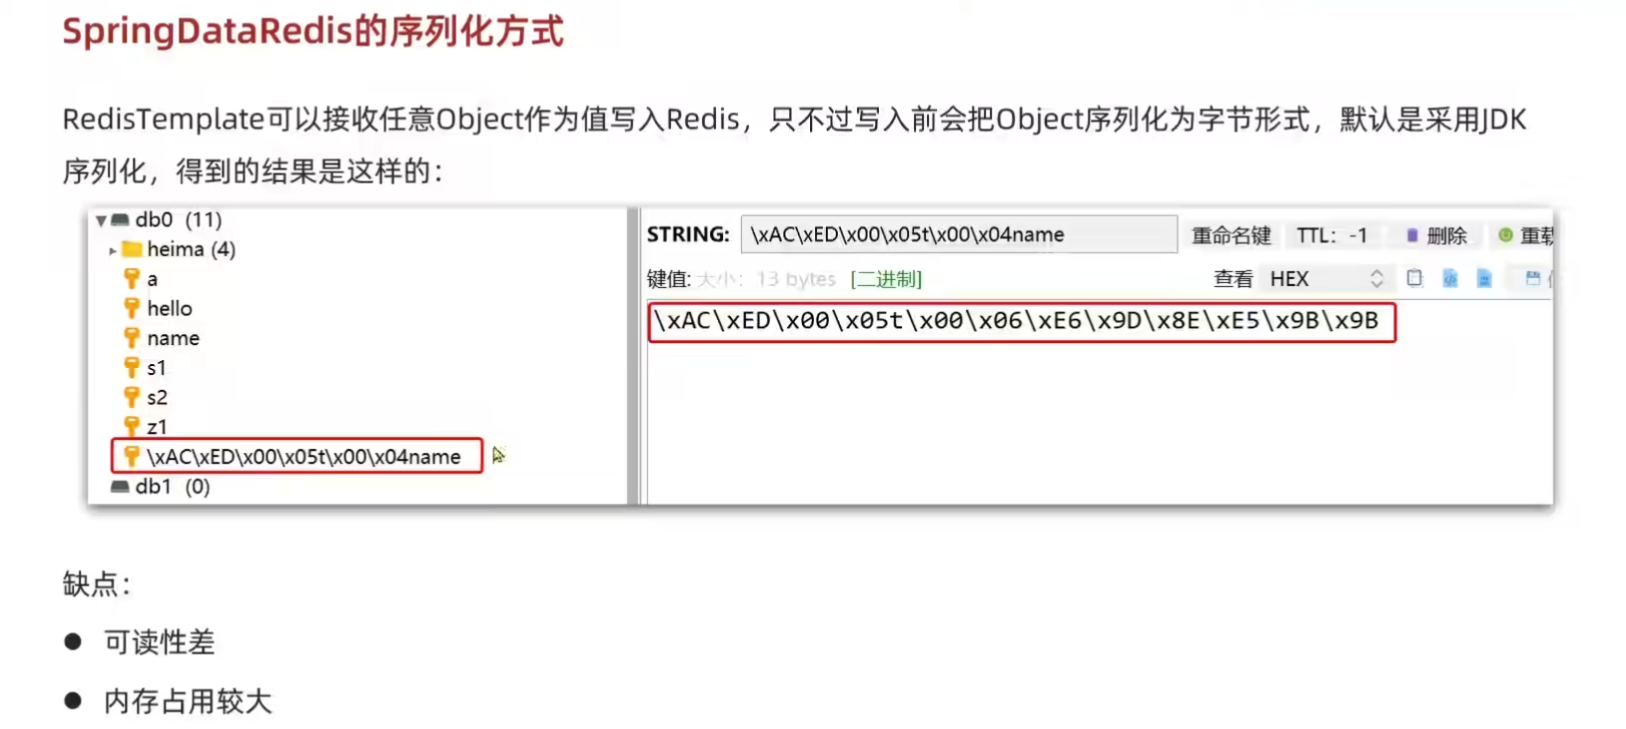 SpringDataRedis的序列化方式
RedisTemplate可以接收任意Object作为值写入Redis，只不过写入前会把Object序列化为字节形式，默认是采用JDK
序列化，得到的结果是这样的：
db0 (11)
heima (4)
a
hello
name
s1
s2
z1
\xAC\xED\x00\x05t\x00\x04name
db1 (0)
STRING: \xAC\xED\x00\x05t\x00\x04name 重命名键 TTL: -1 删除 重载
键值: 大小: 13 bytes [二进制] 查看 HEX
\xAC\xED\x00\x05t\x00\x06\xE6\x9D\x8E\xE5\x9B\x9B
缺点：
● 可读性差
● 内存占用较大